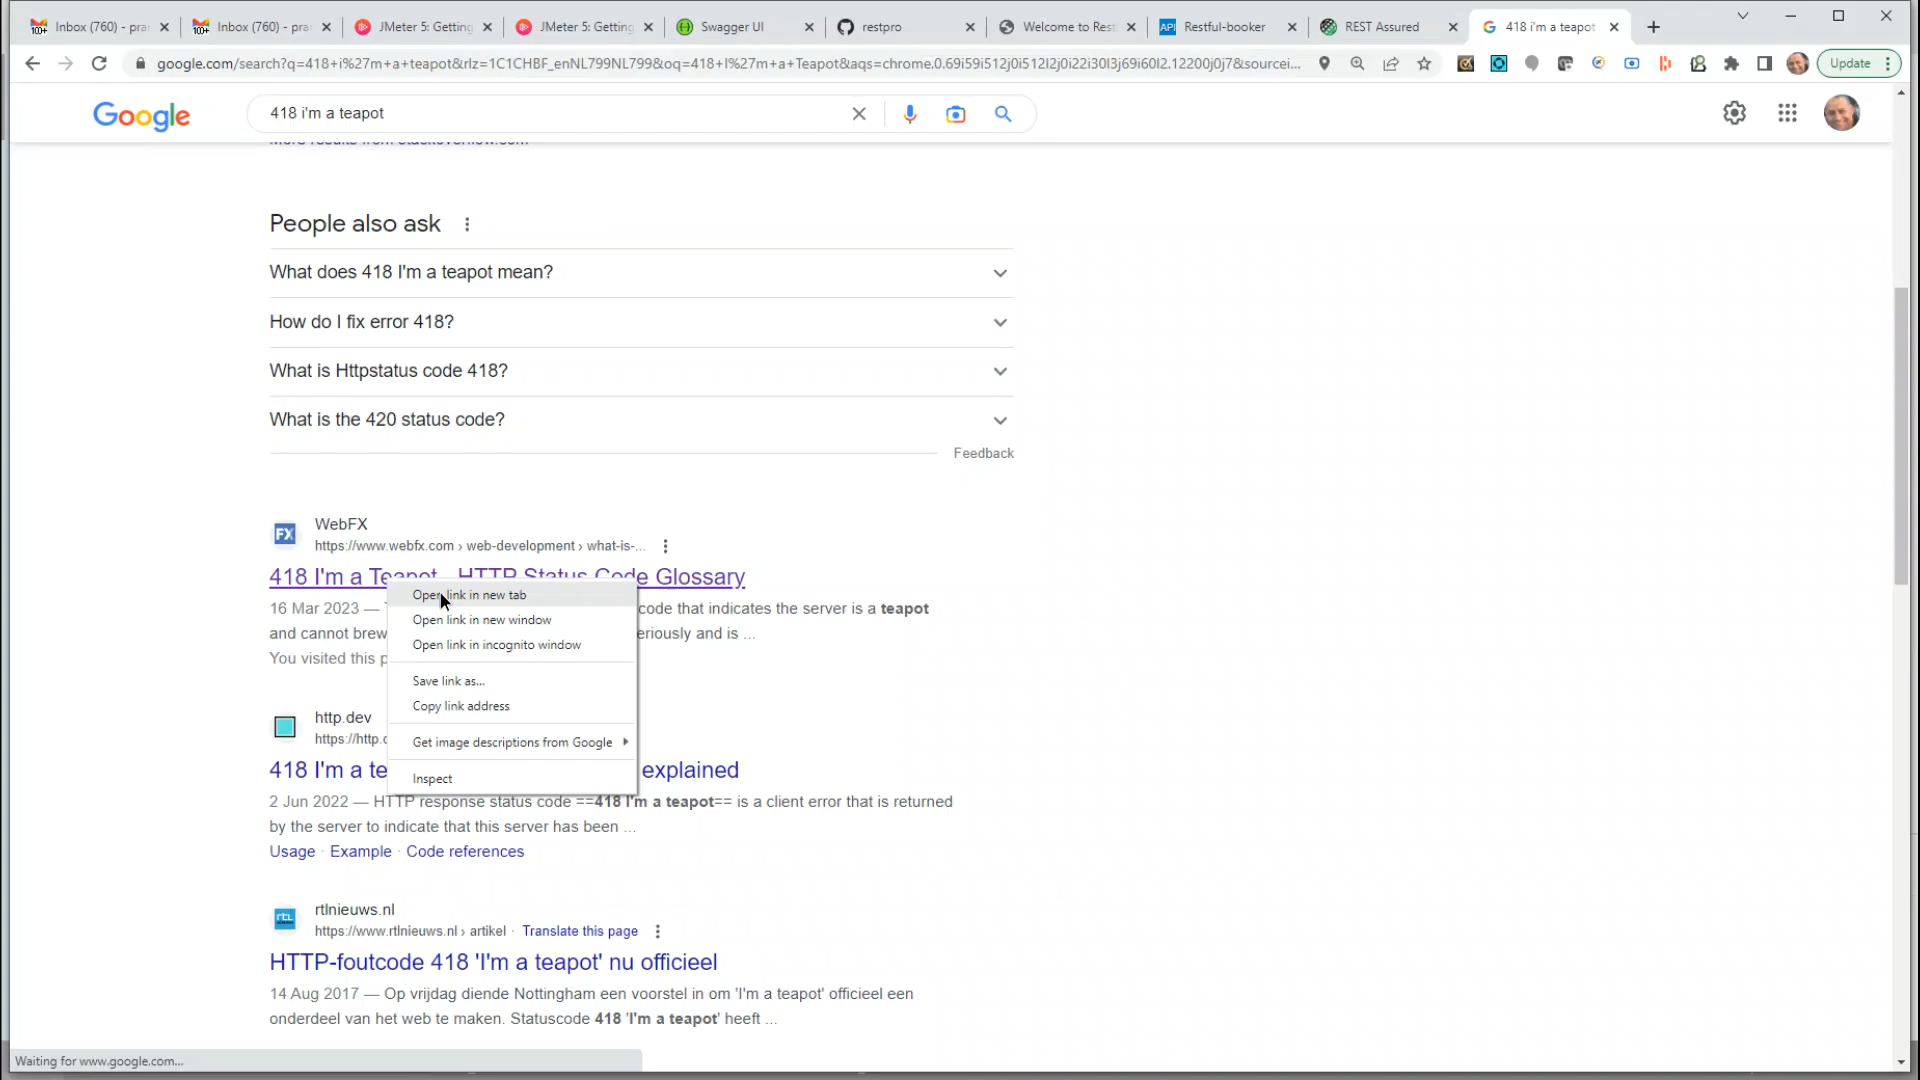 Inbox (760) - pra
Inbox (760) - pra
JMeter 5: Getting
JMeter 5: Getting
Swagger UI
restpro
Welcome to Rest
Restful-booker
REST Assured
418 i'm a teapot
google.com/search?q=418+i%27m+a+teapot&rlz=1C1CHBF_enNL799NL799&oq=418+I%27m+a+Teapot&aqs=chrome.0.69i59i512j0i512l2j0i22i30l3j69i60l2.12200j0j7&sourcei...
Update
Google
418 i'm a teapot
More results from stackoverflow.com
People also ask
What does 418 I'm a teapot mean?
How do I fix error 418?
What is Httpstatus code 418?
What is the 420 status code?
Feedback
FX
WebFX
https://www.webfx.com › web-development › what-is-...
418 I'm a Teapot - HTTP Status Code Glossary
Open link in new tab
16 Mar 2023 — code that indicates the server is a teapot
Open link in new window
and cannot brew eriously and is ...
Open link in incognito window
You visited this p
Save link as...
Copy link address
http.dev
https://http.
Get image descriptions from Google
418 I'm a te explained
Inspect
2 Jun 2022 — HTTP response status code ==418 I'm a teapot== is a client error that is returned
by the server to indicate that this server has been ...
Usage · Example · Code references
rtl
rtlnieuws.nl
https://www.rtlnieuws.nl › artikel · Translate this page
HTTP-foutcode 418 'I'm a teapot' nu officieel
14 Aug 2017 — Op vrijdag diende Nottingham een voorstel in om 'I'm a teapot' officieel een
onderdeel van het web te maken. Statuscode 418 'I'm a teapot' heeft ...
Waiting for www.google.com...